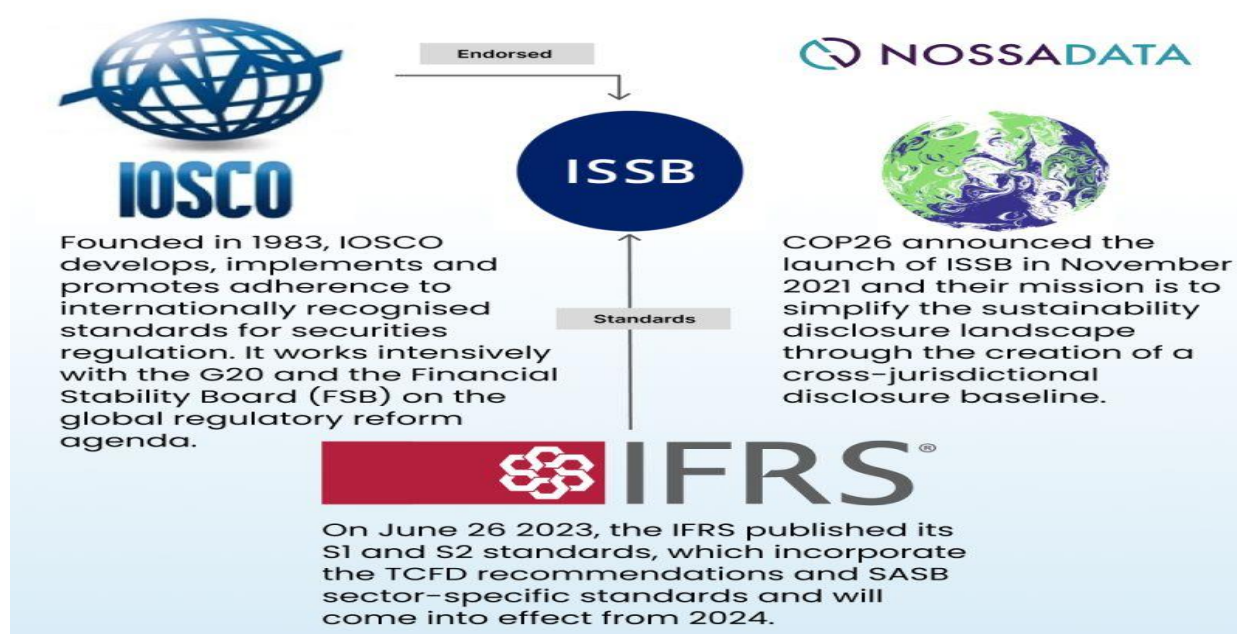 Endorsed
NOSSADATA
ISSB
IOSCO
Founded in 1983, IOSCO
develops, implements and
promotes adherence to
internationally recognised
standards for securities
regulation. It works intensively
with the G20 and the Financial
Stability Board (FSB) on the
global regulatory reform
agenda.
COP26 announced the
launch of ISSB in November
2021 and their mission is to
simplify the sustainability
disclosure landscape
through the creation of a
cross-jurisdictional
disclosure baseline.
Standards
IFRS®
On June 26 2023, the IFRS published its
S1 and S2 standards, which incorporate
the TCFD recommendations and SASB
sector-specific standards and will
come into effect from 2024.